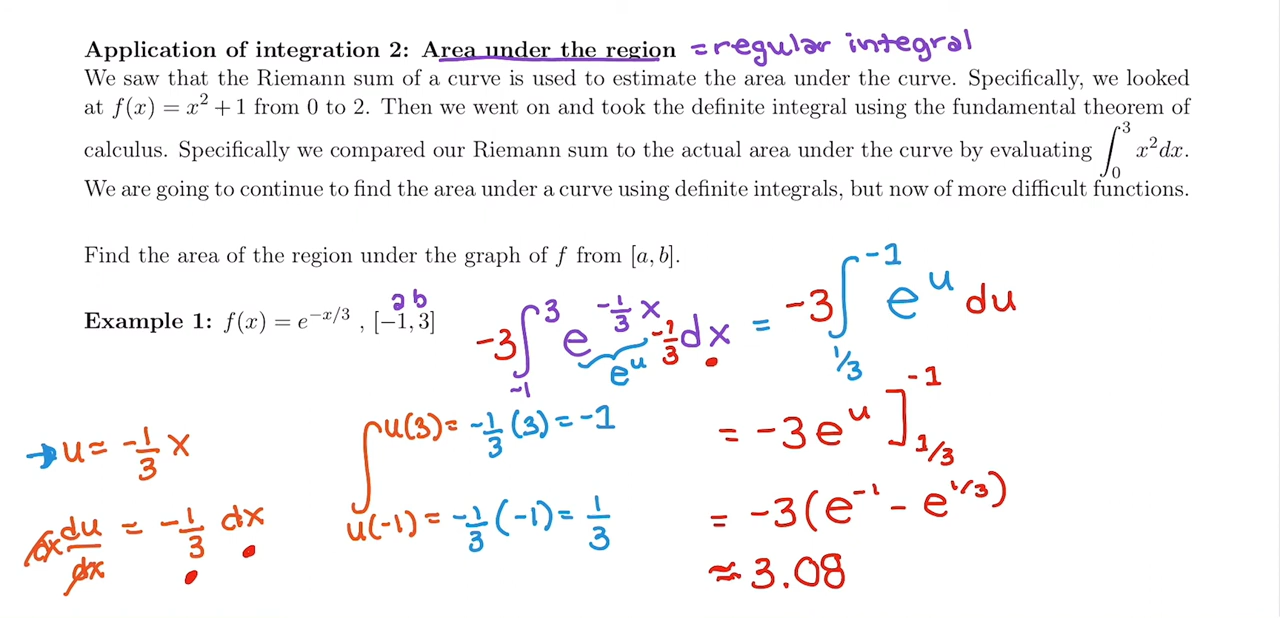 Application of integration 2: Area under the region = regular integral
We saw that the Riemann sum of a curve is used to estimate the area under the curve. Specifically, we looked
at f(x) = x² + 1 from 0 to 2. Then we went on and took the definite integral using the fundamental theorem of
calculus. Specifically we compared our Riemann sum to the actual area under the curve by evaluating ∫₀³ x²dx.
We are going to continue to find the area under a curve using definite integrals, but now of more difficult functions.
Find the area of the region under the graph of f from [a, b].
a b
Example 1: f(x) = e^{-x/3} , [−1, 3]
-3 ∫_{-1}^{3} e^{-1/3 x} -1/3 dx = -3 ∫_{1/3}^{-1} e^u du
e^u
u = -1/3 x
du/dx = -1/3 dx
dx
∫ u(3) = -1/3 (3) = -1
u(-1) = -1/3 (-1) = 1/3
= -3e^u ]_{1/3}^{-1}
= -3(e^{-1} - e^{1/3})
≈ 3.08